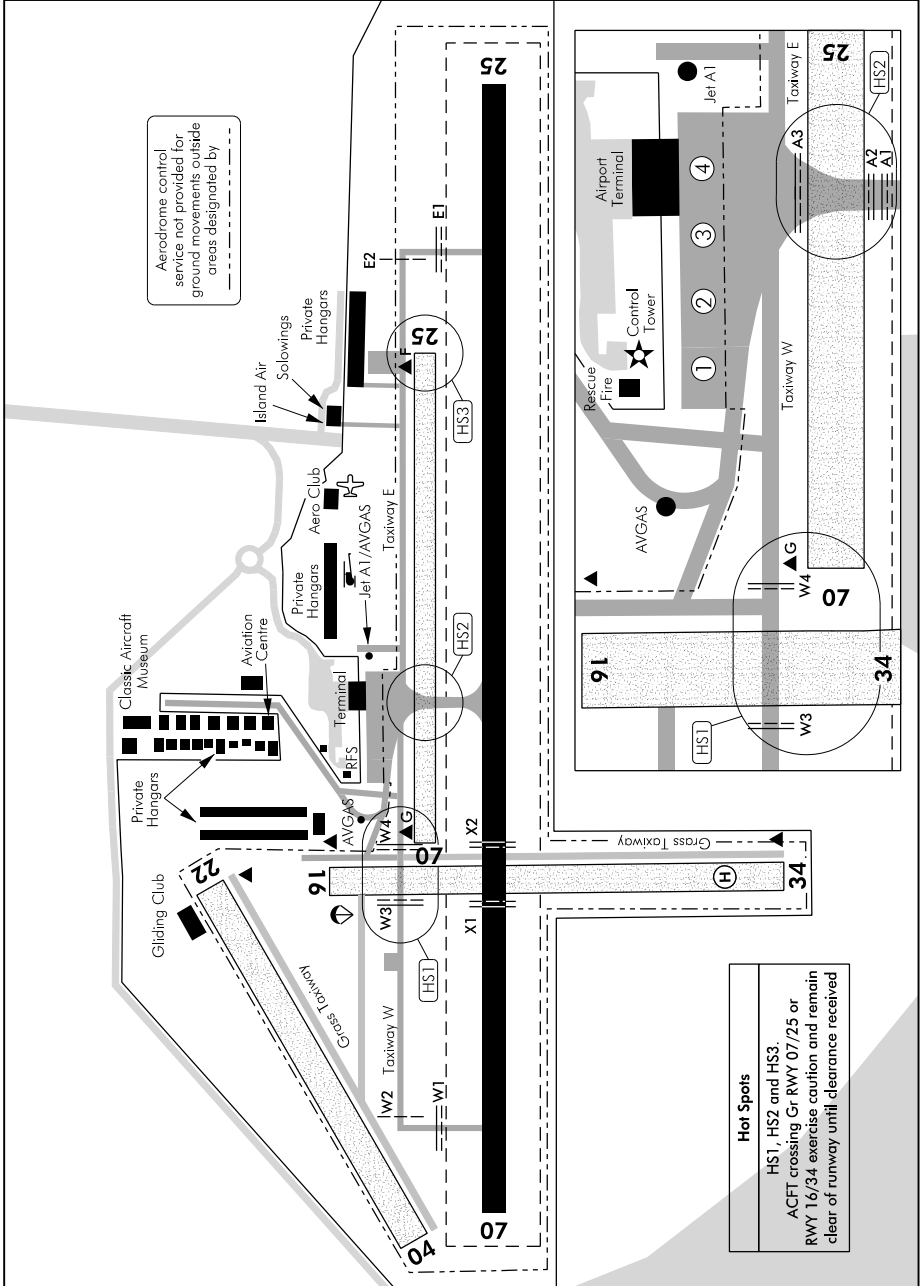 Aerodrome control
service not provided for
ground movements outside
areas designated by
Classic Aircraft
Museum
Aviation
Centre
Private
Hangars
Gliding Club
22
04
Grass Taxiway
AVGAS
RFS
Terminal
Private
Hangars
Aero Club
Jet A1/AVGAS
Island Air
Solowings
Private
Hangars
Taxiway W
W2
W1
W3
W4
G
16
07
HS1
HS2
Taxiway E
25
F
HS3
E2
E1
07
X1
X2
25
H
34
Grass Taxiway
Hot Spots
HS1, HS2 and HS3.
ACFT crossing Gr RWY 07/25 or
RWY 16/34 exercise caution and remain
clear of runway until clearance received
AVGAS
Rescue
Fire
Control
Tower
Airport
Terminal
Jet A1
1
2
3
4
Taxiway W
Taxiway E
16
34
HS1
W3
W4
G
07
A3
A2
A1
25
HS2